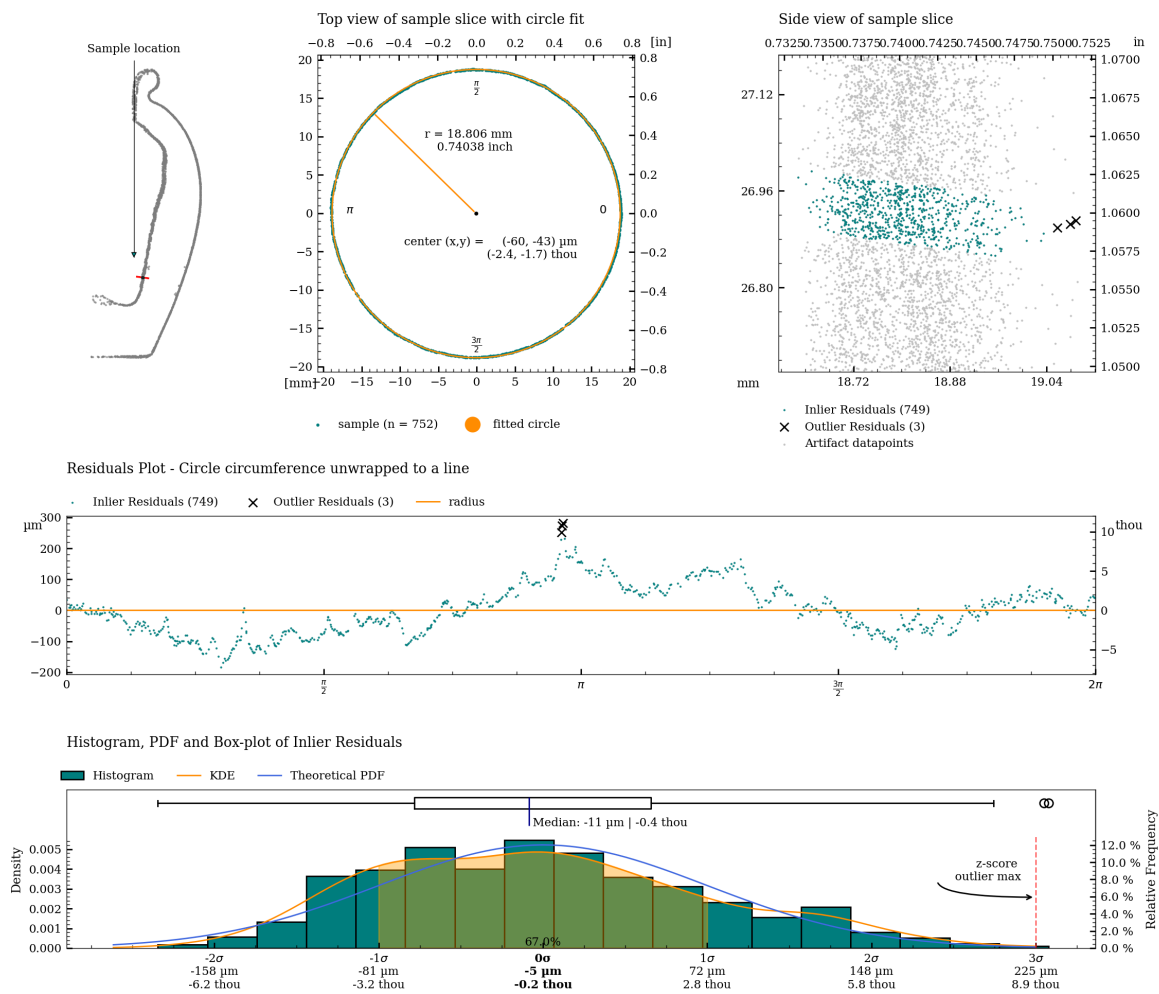 Sample location
Top view of sample slice with circle fit
−0.8 −0.6 −0.4 −0.2 0.0 0.2 0.4 0.6 0.8 [in]
20
15
10
5
0
−5
−10
−15
−20
0.8
0.6
0.4
0.2
0.0
−0.2
−0.4
−0.6
−0.8
π/2
r = 18.806 mm
0.74038 inch
π
0
center (x,y) = (-60, -43) µm
(-2.4, -1.7) thou
3π/2
[mm] −20 −15 −10 −5 0 5 10 15 20
sample (n = 752)
fitted circle
Side view of sample slice
0.7325 0.7350 0.7375 0.7400 0.7425 0.7450 0.7475 0.7500 0.7525 in
27.12
26.96
26.80
1.0700
1.0675
1.0650
1.0625
1.0600
1.0575
1.0550
1.0525
1.0500
mm 18.72 18.88 19.04
Inlier Residuals (749)
Outlier Residuals (3)
Artifact datapoints
Residuals Plot - Circle circumference unwrapped to a line
Inlier Residuals (749) Outlier Residuals (3) radius
µm
300
200
100
0
−100
−200
thou
10
5
0
−5
0 π/2 π 3π/2 2π
Histogram, PDF and Box-plot of Inlier Residuals
Histogram KDE Theoretical PDF
Median: -11 µm | -0.4 thou
Density
0.005
0.004
0.003
0.002
0.001
0.000
Relative Frequency
12.0 %
10.0 %
8.0 %
6.0 %
4.0 %
2.0 %
0.0 %
z-score
outlier max
67.0%
-2σ -1σ 0σ 1σ 2σ 3σ
-158 µm -81 µm -5 µm 72 µm 148 µm 225 µm
-6.2 thou -3.2 thou -0.2 thou 2.8 thou 5.8 thou 8.9 thou